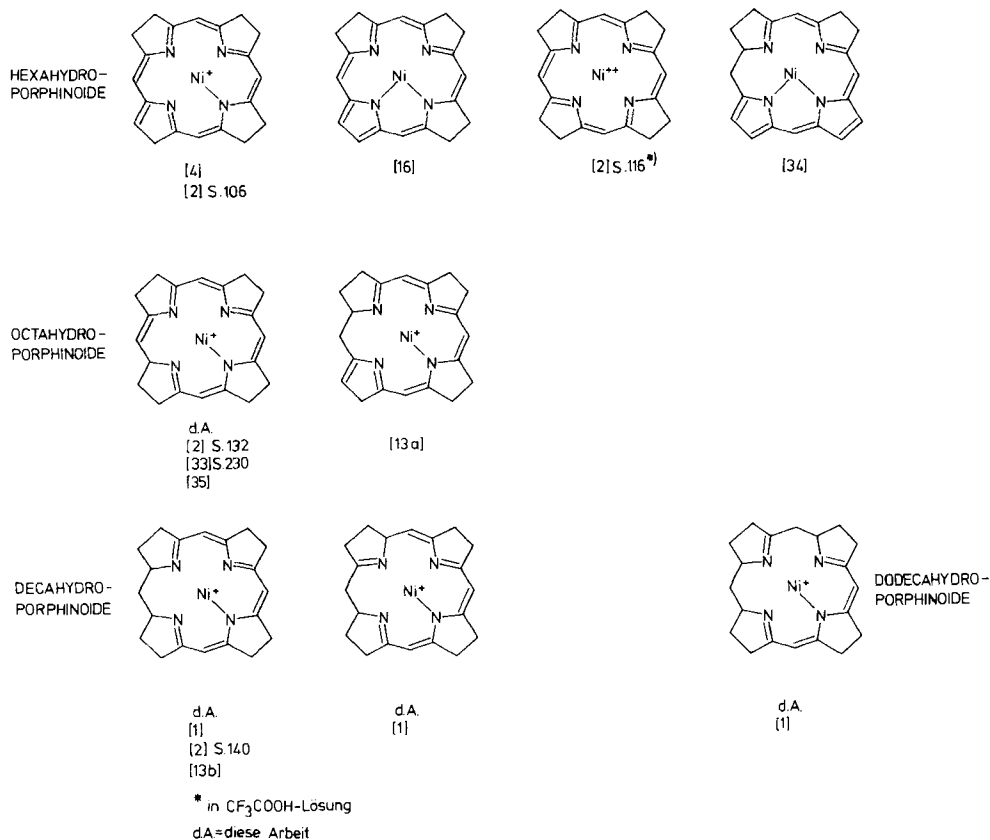 HEXAHYDRO-
PORPHINOIDE
N N
Ni+
N N
[4]
[2] S.106
N N
Ni
N N
[16]
N N
Ni++
N N
[2] S.116*)
N N
Ni
N N
[34]
OCTAHYDRO-
PORPHINOIDE
N N
Ni+
N N
d.A.
[2] S.132
[33]S.230
[35]
N N
Ni+
N N
[13a]
DECAHYDRO-
PORPHINOIDE
N N
Ni+
N N
d.A.
[1]
[2] S.140
[13b]
N N
Ni+
N N
d.A.
[1]
N N
Ni+
N N
d.A.
[1]
DODECAHYDRO-
PORPHINOIDE
* in CF3COOH-Lösung
d.A.=diese Arbeit